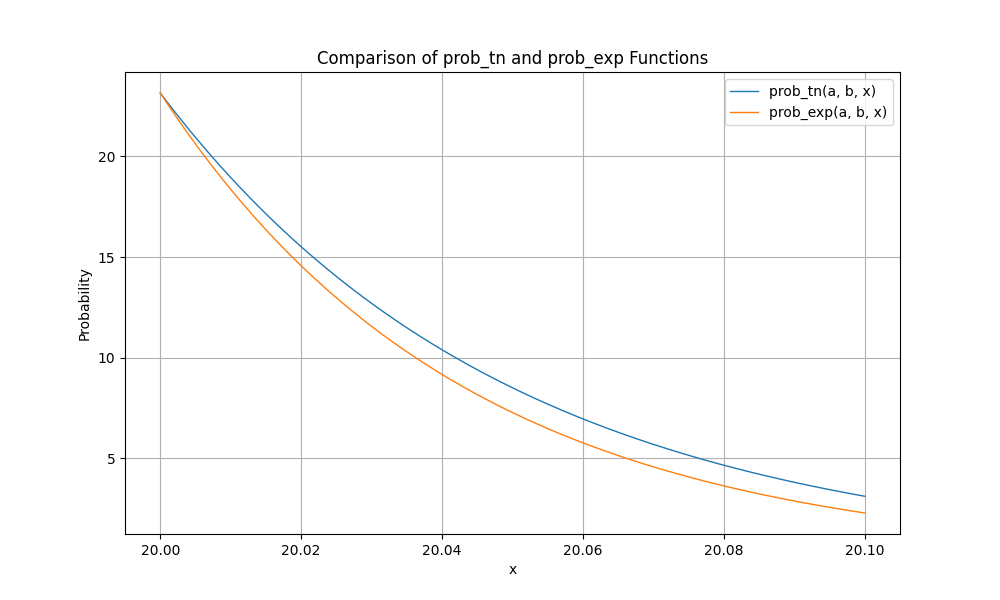 Comparison of prob_tn and prob_exp Functions
prob_tn(a, b, x)
prob_exp(a, b, x)
Probability
20
15
10
5
20.00 20.02 20.04 20.06 20.08 20.10
x